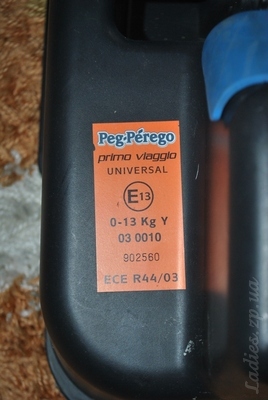 Peg-Pérego
primo viaggio
UNIVERSAL
E13
0-13 Kg Y
03 0010
902560
ECE R44/03
Ladies.zp.ua